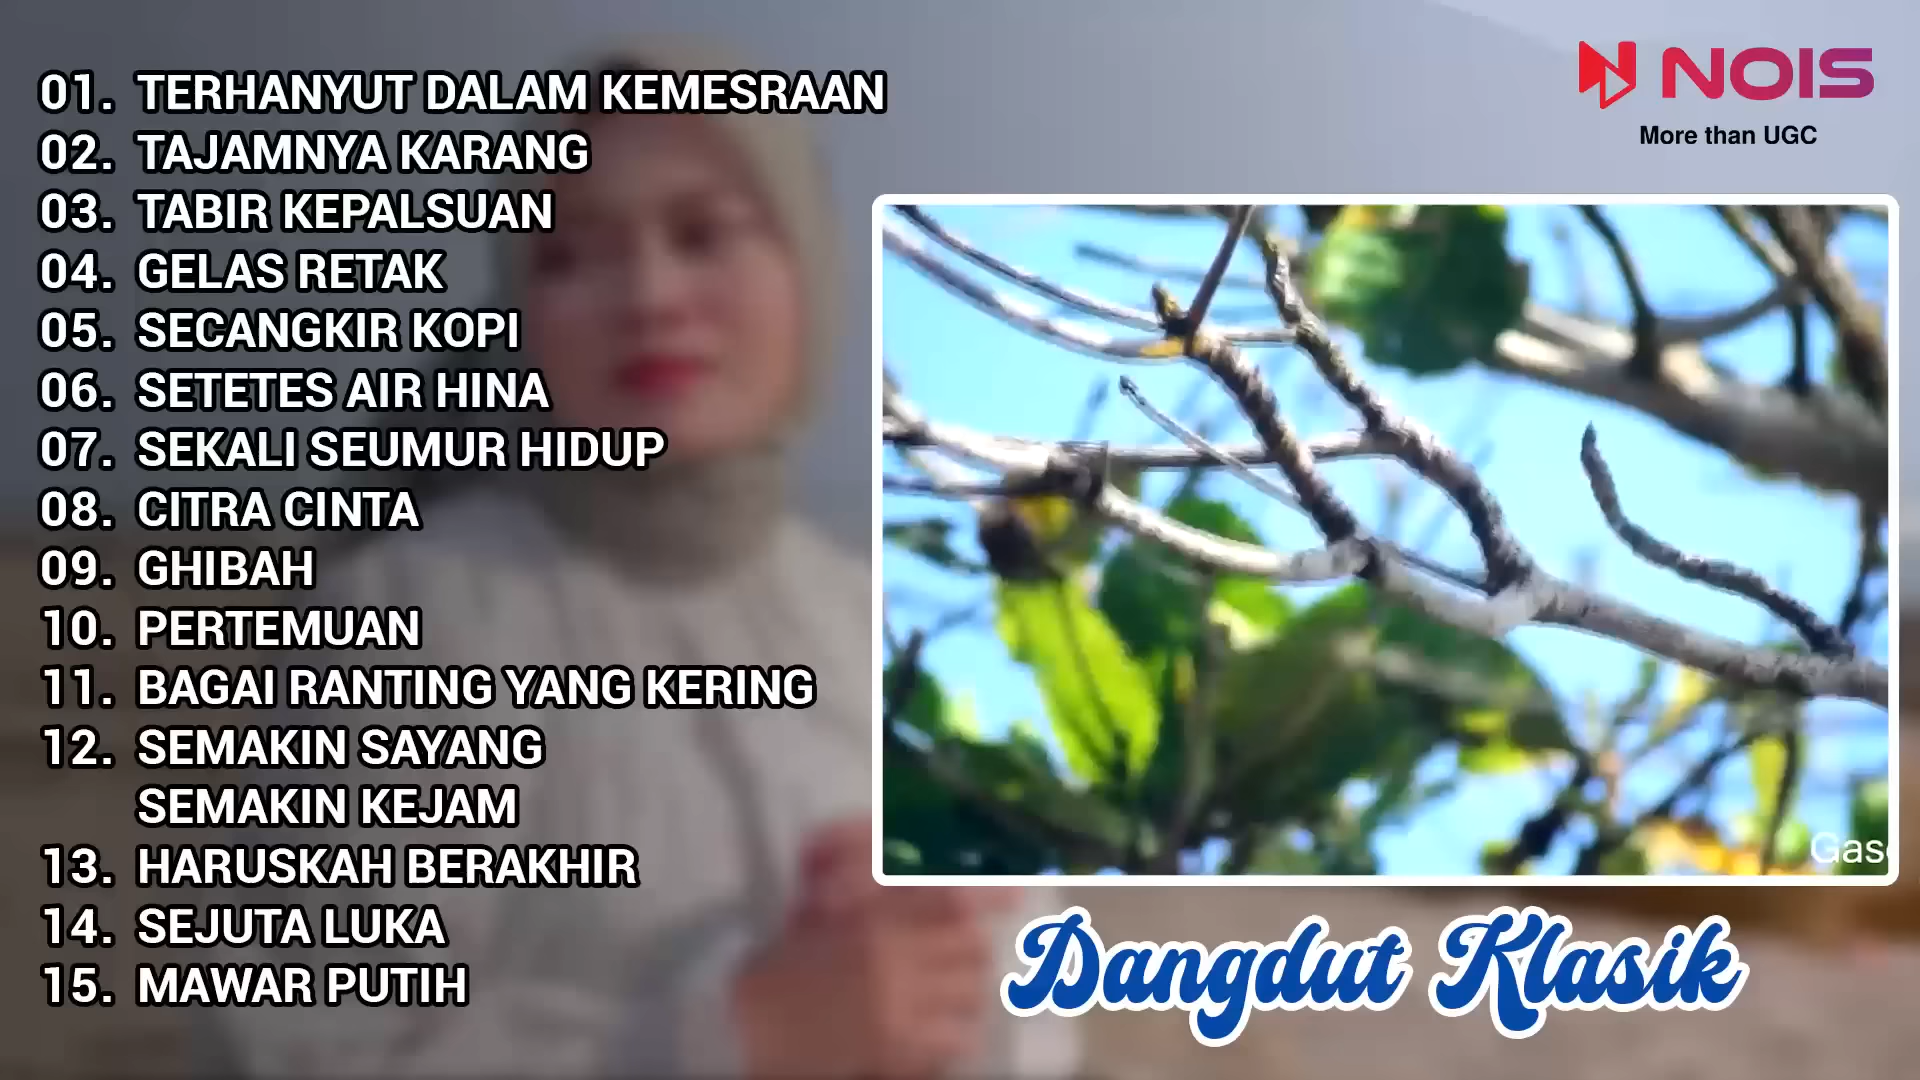 01. TERHANYUT DALAM KEMESRAAN
02. TAJAMNYA KARANG
03. TABIR KEPALSUAN
04. GELAS RETAK
05. SECANGKIR KOPI
06. SETETES AIR HINA
07. SEKALI SEUMUR HIDUP
08. CITRA CINTA
09. GHIBAH
10. PERTEMUAN
11. BAGAI RANTING YANG KERING
12. SEMAKIN SAYANG
SEMAKIN KEJAM
13. HARUSKAH BERAKHIR
14. SEJUTA LUKA
15. MAWAR PUTIH
NOIS
More than UGC
Dangdut Klasik